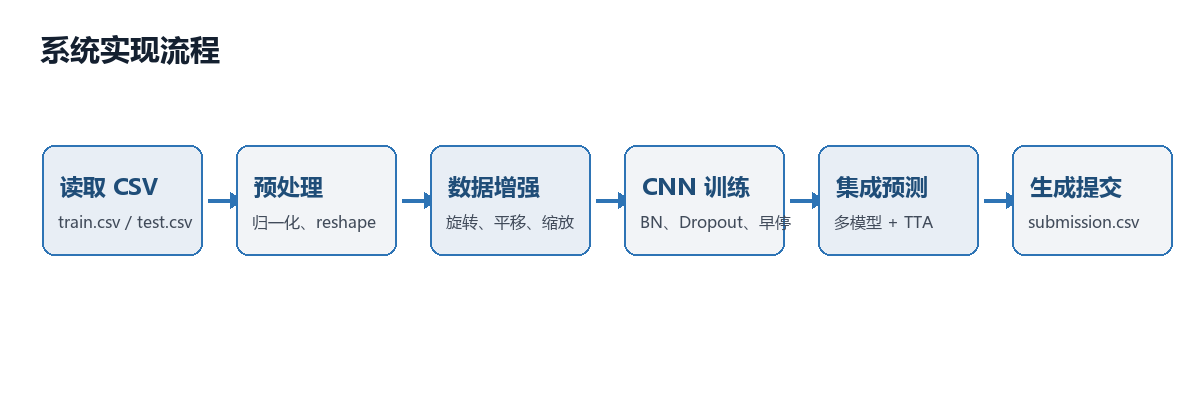 系统实现流程
读取 CSV
train.csv / test.csv
预处理
归一化、reshape
数据增强
旋转、平移、缩放
CNN 训练
BN、Dropout、早停
集成预测
多模型 + TTA
生成提交
submission.csv